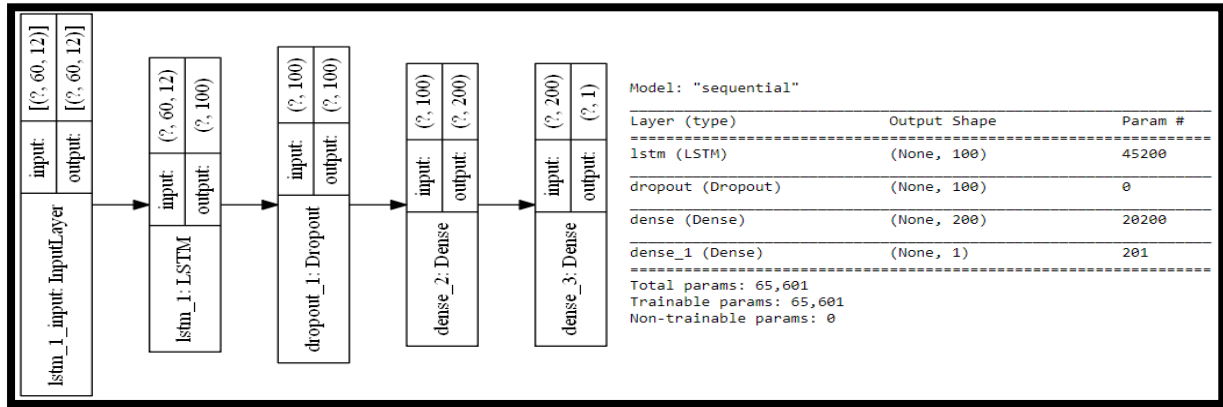 lstm_1_input: InputLayer
input:
output:
[(?, 60, 12)]
[(?, 60, 12)]
lstm_1: LSTM
input:
output:
(?, 60, 12)
(?, 100)
dropout_1: Dropout
input:
output:
(?, 100)
(?, 100)
dense_2: Dense
input:
output:
(?, 100)
(?, 200)
dense_3: Dense
input:
output:
(?, 200)
(?, 1)
Model: "sequential"
Layer (type) Output Shape Param #
lstm (LSTM) (None, 100) 45200
dropout (Dropout) (None, 100) 0
dense (Dense) (None, 200) 20200
dense_1 (Dense) (None, 1) 201
Total params: 65,601
Trainable params: 65,601
Non-trainable params: 0